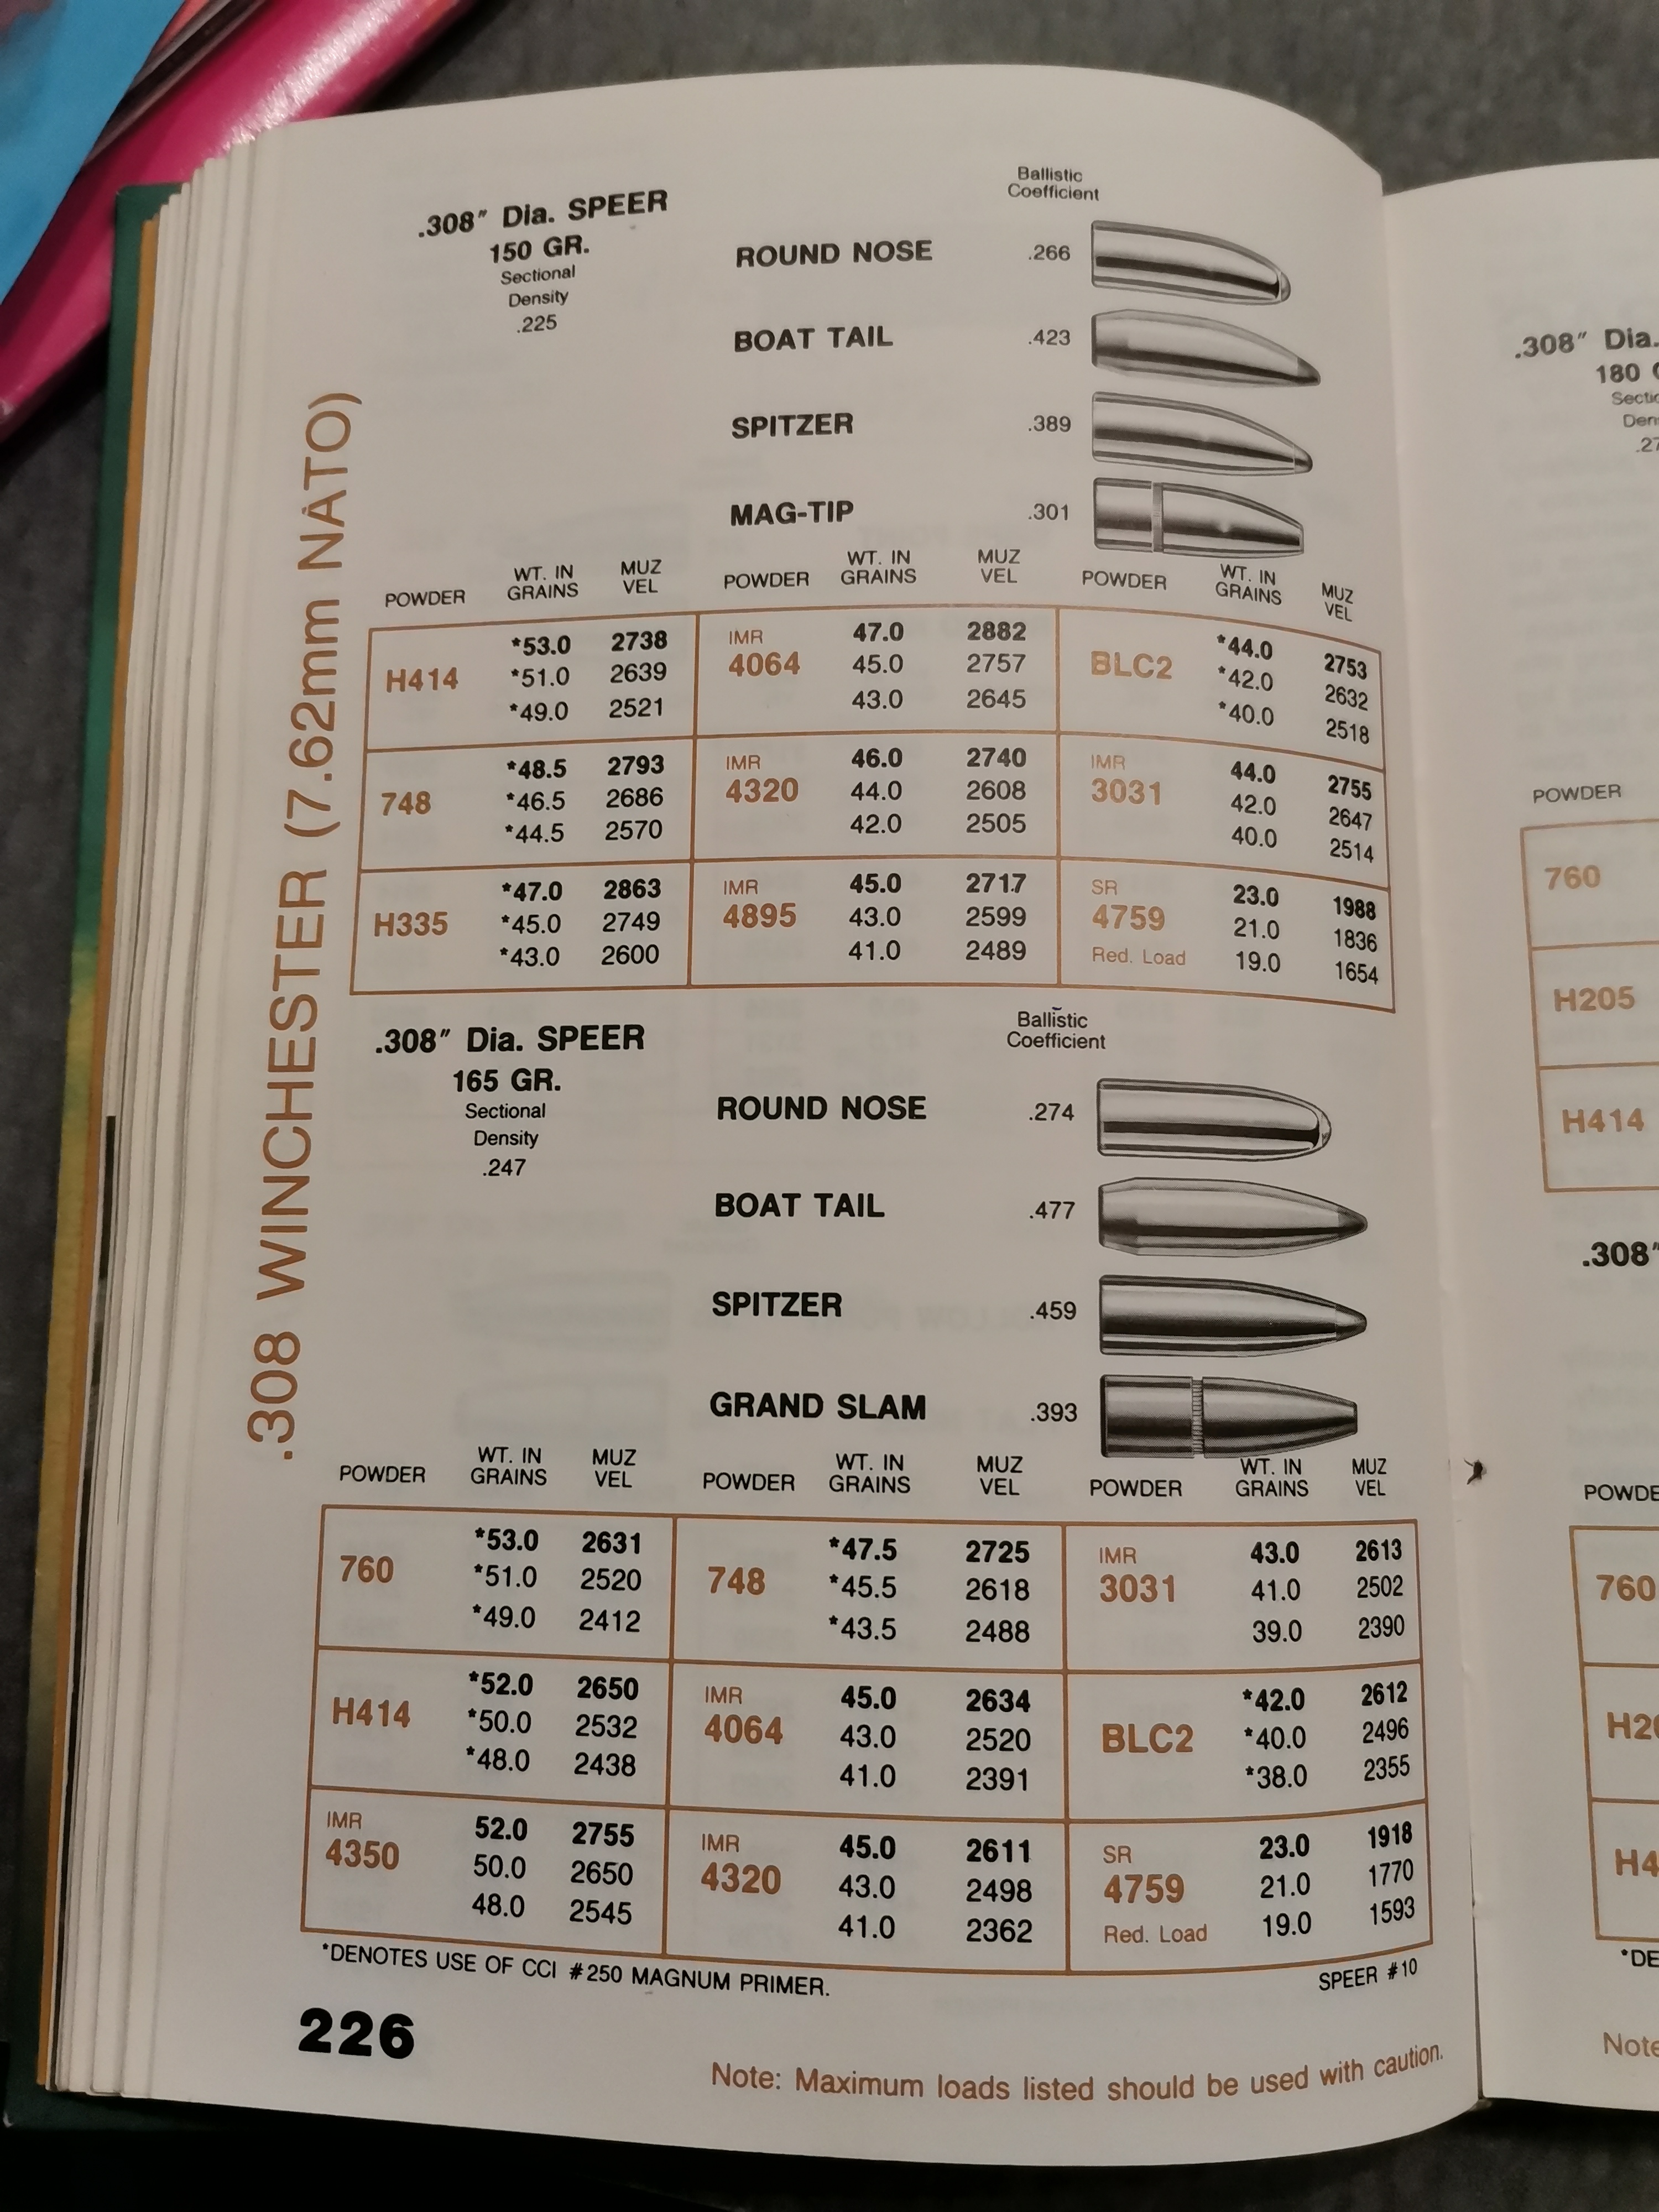 .308 WINCHESTER (7.62mm NATO)
.308″ Dia. SPEER
150 GR.
Sectional
Density
.225
Ballistic
Coefficient
ROUND NOSE .266
BOAT TAIL .423
SPITZER .389
MAG-TIP .301
POWDER WT. IN GRAINS MUZ VEL POWDER WT. IN GRAINS MUZ VEL POWDER WT. IN GRAINS MUZ VEL
H414 *53.0 2738
*51.0 2639
*49.0 2521
IMR 4064 47.0 2882
45.0 2757
43.0 2645
BLC2 *44.0 2753
*42.0 2632
*40.0 2518
748 *48.5 2793
*46.5 2686
*44.5 2570
IMR 4320 46.0 2740
44.0 2608
42.0 2505
IMR 3031 44.0 2755
42.0 2647
40.0 2514
H335 *47.0 2863
*45.0 2749
*43.0 2600
IMR 4895 45.0 2717
43.0 2599
41.0 2489
SR 4759 Red. Load 23.0 1988
21.0 1836
19.0 1654
.308″ Dia. SPEER
165 GR.
Sectional
Density
.247
Ballistic
Coefficient
ROUND NOSE .274
BOAT TAIL .477
SPITZER .459
GRAND SLAM .393
POWDER WT. IN GRAINS MUZ VEL POWDER WT. IN GRAINS MUZ VEL POWDER WT. IN GRAINS MUZ VEL
760 *53.0 2631
*51.0 2520
*49.0 2412
748 *47.5 2725
*45.5 2618
*43.5 2488
IMR 3031 43.0 2613
41.0 2502
39.0 2390
H414 *52.0 2650
*50.0 2532
*48.0 2438
IMR 4064 45.0 2634
43.0 2520
41.0 2391
BLC2 *42.0 2612
*40.0 2496
*38.0 2355
IMR 4350 52.0 2755
50.0 2650
48.0 2545
IMR 4320 45.0 2611
43.0 2498
41.0 2362
SR 4759 Red. Load 23.0 1918
21.0 1770
19.0 1593
*DENOTES USE OF CCI #250 MAGNUM PRIMER.
SPEER #10
226
Note: Maximum loads listed should be used with caution.
.308″ Dia.
180
POWDER
760
H205
H414
.308″
760
Note